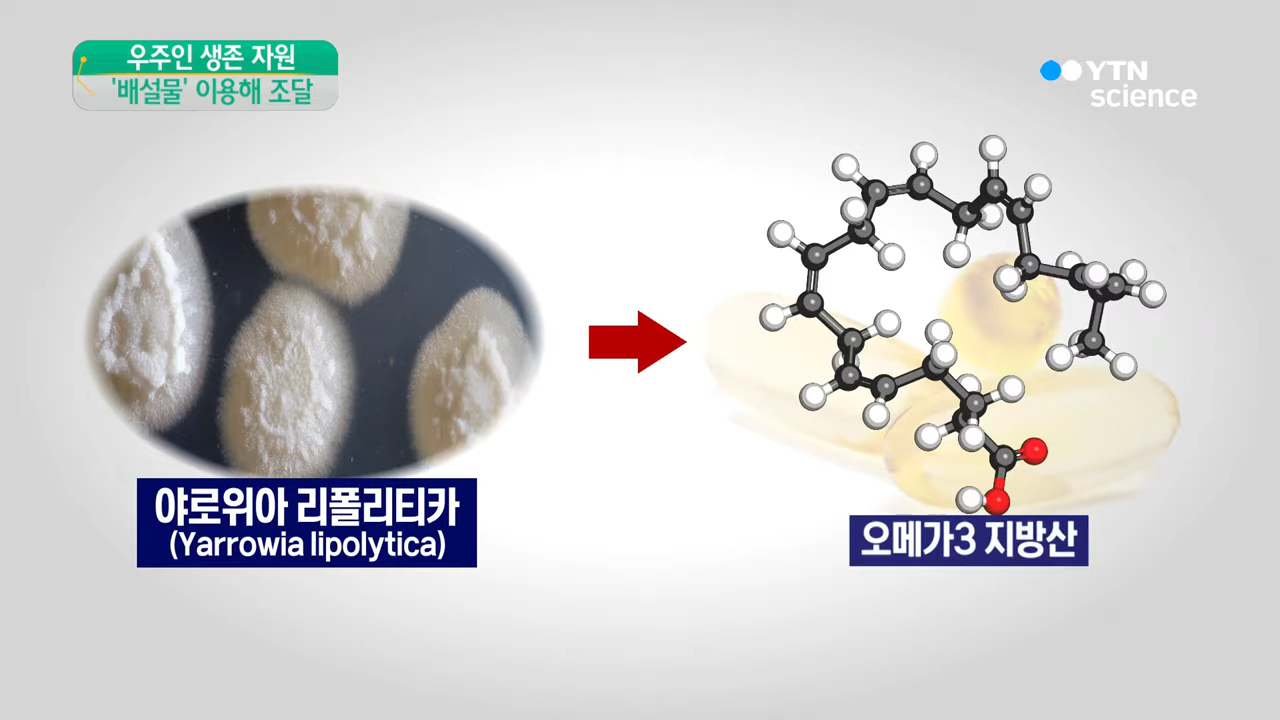 우주인 생존 자원
'배설물' 이용해 조달
YTN
science
야로위아 리폴리티카
(Yarrowia lipolytica)
오메가3 지방산